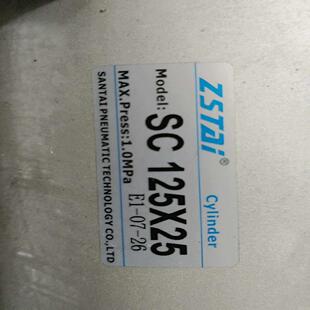 ZSTAi® Cylinder
Model: SC 125X25
MAX.Press:1.0MPa E1-07-26
SANTAI PNEUMATIC TECHNOLOGY CO.,LTD